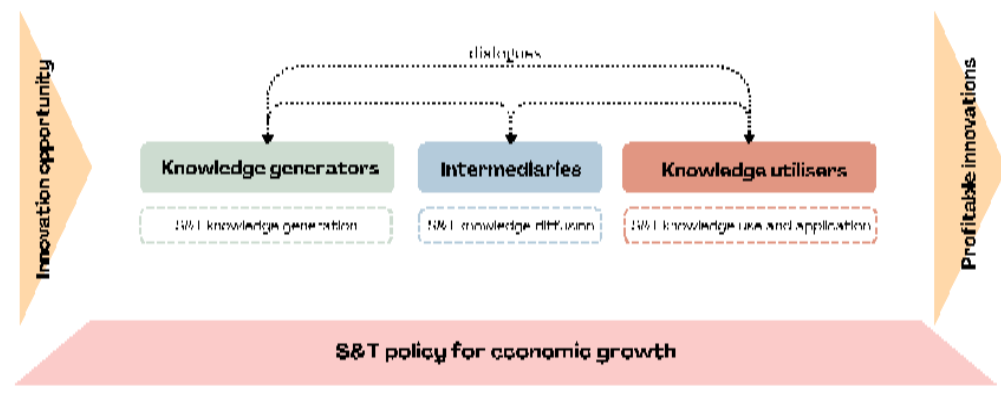 dialogues
Innovation opportunity
Knowledge generators
Intermediaries
Knowledge utilisers
Profitable innovations
S&T knowledge generation
S&T knowledge diffusion
S&T knowledge use and application
S&T policy for economic growth